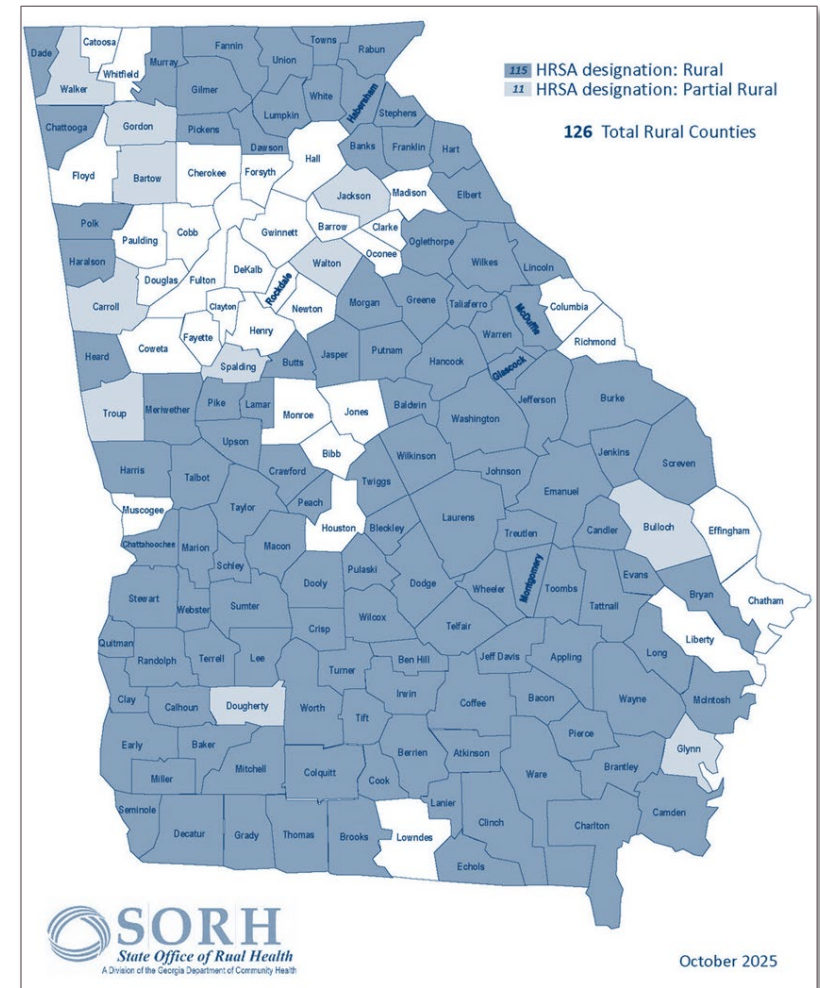 115 HRSA designation: Rural
11 HRSA designation: Partial Rural
126 Total Rural Counties
Dade
Catoosa
Whitfield
Walker
Murray
Fannin
Union
Towns
Rabun
Gilmer
White
Habersham
Lumpkin
Stephens
Chattooga
Gordon
Pickens
Dawson
Hall
Banks
Franklin
Hart
Floyd
Bartow
Cherokee
Forsyth
Jackson
Madison
Elbert
Polk
Paulding
Cobb
Gwinnett
Barrow
Clarke
Oconee
Oglethorpe
Wilkes
Lincoln
Haralson
Douglas
Fulton
DeKalb
Rockdale
Walton
Carroll
Clayton
Newton
Morgan
Greene
Taliaferro
McDuffie
Columbia
Fayette
Henry
Warren
Richmond
Heard
Coweta
Spalding
Butts
Jasper
Putnam
Hancock
Glascock
Troup
Meriwether
Pike
Lamar
Monroe
Jones
Baldwin
Washington
Jefferson
Burke
Upson
Bibb
Wilkinson
Jenkins
Screven
Harris
Talbot
Crawford
Twiggs
Johnson
Emanuel
Muscogee
Taylor
Peach
Houston
Bleckley
Laurens
Treutlen
Candler
Bulloch
Effingham
Chattahoochee
Marion
Schley
Macon
Pulaski
Dooly
Dodge
Wheeler
Montgomery
Toombs
Evans
Tattnall
Bryan
Chatham
Stewart
Webster
Sumter
Crisp
Wilcox
Telfair
Liberty
Long
Quitman
Randolph
Terrell
Lee
Turner
Ben Hill
Jeff Davis
Appling
Clay
Calhoun
Dougherty
Worth
Tift
Irwin
Coffee
Bacon
Wayne
McIntosh
Early
Baker
Mitchell
Miller
Colquitt
Cook
Berrien
Atkinson
Pierce
Ware
Brantley
Glynn
Seminole
Decatur
Grady
Thomas
Brooks
Lowndes
Lanier
Clinch
Echols
Charlton
Camden
SORH
State Office of Rual Health
A Division of the Georgia Department of Community Health
October 2025